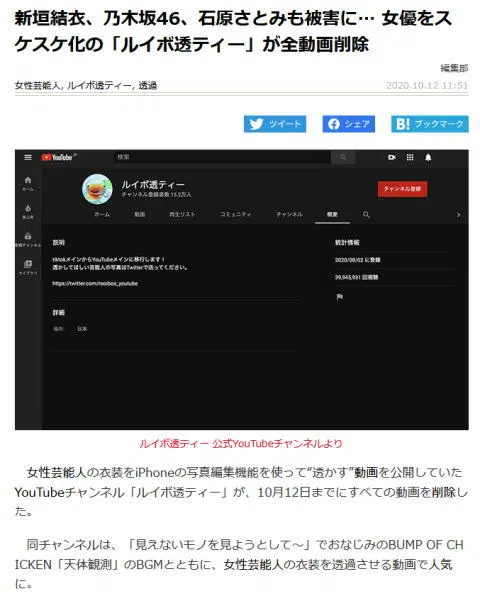 新垣結衣、乃木坂46、石原さとみも被害に… 女優をス
ケスケ化の「ルイボ透ティー」が全動画削除
編集部
女性芸能人, ルイボ透ティー, 透過
2020.10.12 11:51
ツイート
シェア
B! ブックマーク
YouTube JP
検索
ホーム
急上昇
登録チャンネル
ライブラリ
ルイボ透ティー
チャンネル登録者数 15.2万人
チャンネル登録
ホーム 動画 再生リスト コミュニティ チャンネル 概要
説明
tiktokメインからYouTubeメインに移行します！
透かしてほしい芸能人の写真はTwitterで送ってください。
https://twitter.com/rooibos_youtube
詳細
場所: 日本
統計情報
2020/08/02 に登録
39,945,931 回視聴
ルイボ透ティー 公式YouTubeチャンネルより
女性芸能人の衣装をiPhoneの写真編集機能を使って“透かす”動画を公開していた
YouTubeチャンネル「ルイボ透ティー」が、10月12日までにすべての動画を削除し
た。
同チャンネルは、「見えないモノを見ようとして〜」でおなじみのBUMP OF CH
ICKEN「天体観測」のBGMとともに、女性芸能人の衣装を透過させる動画で人気
に。